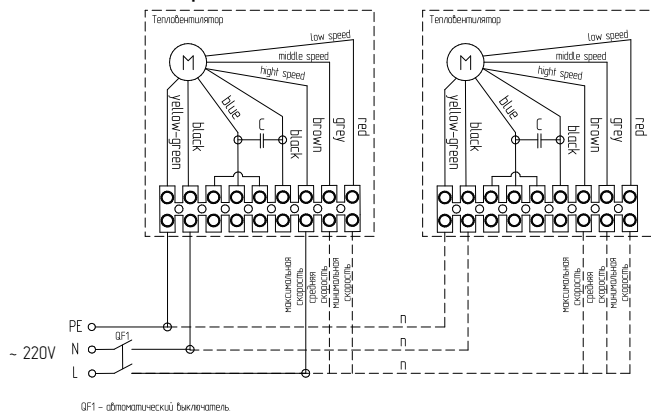 Тепловентилятор
Тепловентилятор
low speed
middle speed
hight speed
M
yellow-green
black
blue
C
black
brown
grey
red
low speed
middle speed
hight speed
M
yellow-green
black
blue
C
black
brown
grey
red
максимальная
скорость
средняя
скорость
минимальная
скорость
максимальная
скорость
средняя
скорость
минимальная
скорость
PE
n
~ 220V
N
QF1
n
L
n
QF1 - автоматический выключатель.